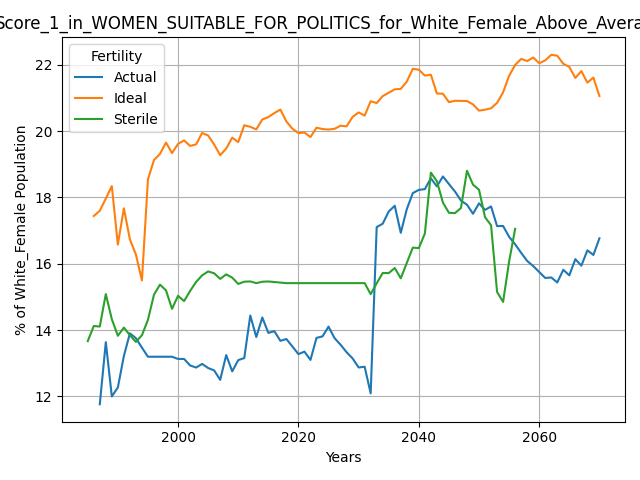 Score_1_in_WOMEN_SUITABLE_FOR_POLITICS_for_White_Female_Above_Avera
Fertility
Actual
Ideal
Sterile
% of White_Female Population
22
20
18
16
14
12
2000
2020
2040
2060
Years